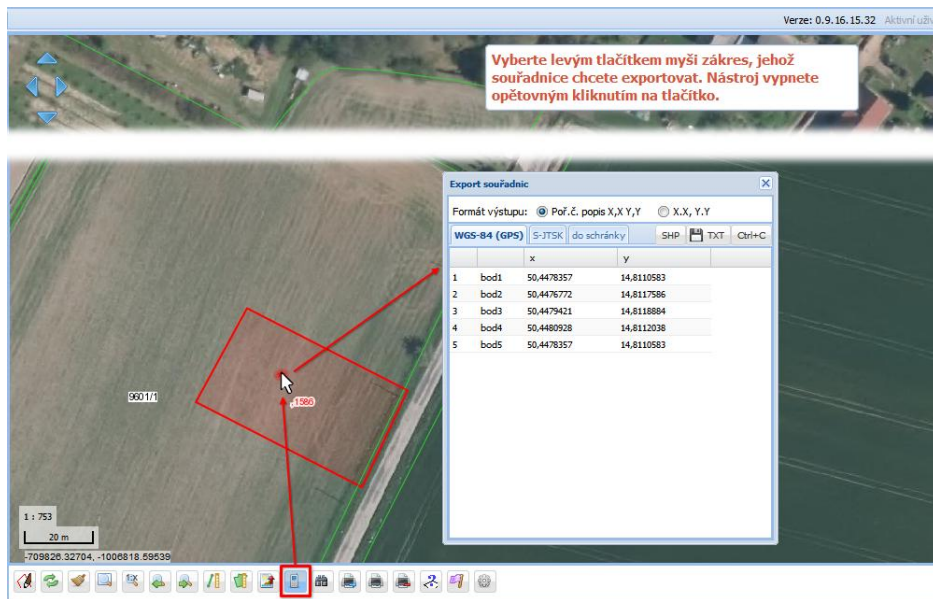 Verze: 0.9.16.15.32 Aktivní uživ
Vyberte levým tlačítkem myši zákres, jehož
souřadnice chcete exportovat. Nástroj vypnete
opětovným kliknutím na tlačítko.
Export souřadnic
Formát výstupu: Poř.č. popis X,X Y,Y X.X, Y.Y
WGS-84 (GPS) S-JTSK do schránky SHP TXT Ctrl+C
x y
1 bod1 50,4478357 14,8110583
2 bod2 50,4476772 14,8117586
3 bod3 50,4479421 14,8118884
4 bod4 50,4480928 14,8112038
5 bod5 50,4478357 14,8110583
9601/1
,1586
1 : 753
20 m
-709826.32704, -1006818.59539
1:X